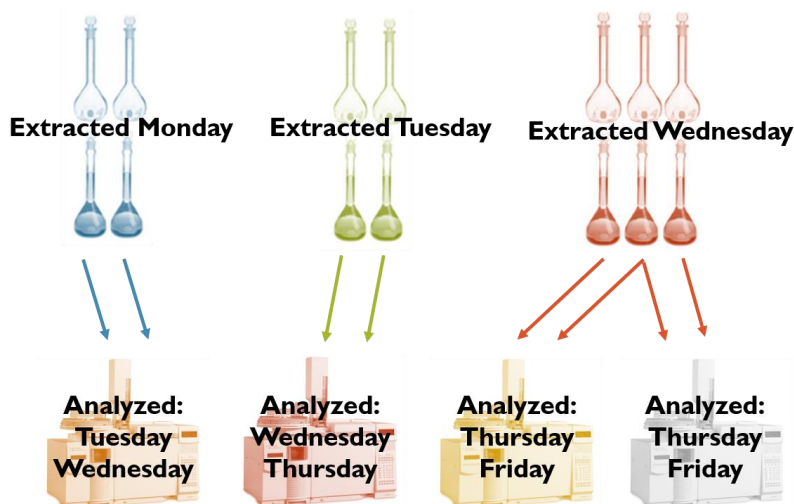 Extracted Monday
Extracted Tuesday
Extracted Wednesday
Analyzed:
Tuesday
Wednesday
Analyzed:
Wednesday
Thursday
Analyzed:
Thursday
Friday
Analyzed:
Thursday
Friday